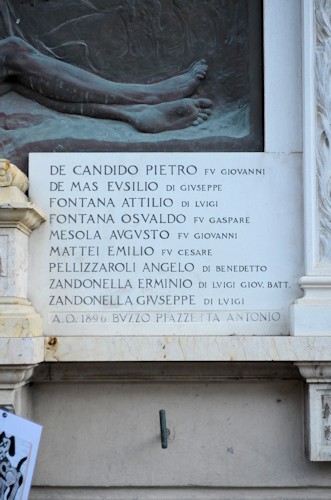 DE CANDIDO PIETRO FV GIOVANNI
DE MAS EVSILIO DI GIVSEPPE
FONTANA ATTILIO DI LVIGI
FONTANA OSVALDO FV GASPARE
MESOLA AVGVSTO FV GIOVANNI
MATTEI EMILIO FV CESARE
PELLIZZAROLI ANGELO DI BENEDETTO
ZANDONELLA ERMINIO DI LVIGI GIOV. BATT.
ZANDONELLA GIVSEPPE DI LVIGI
A.O. 1896 BVZZO PIAZZETTA ANTONIO